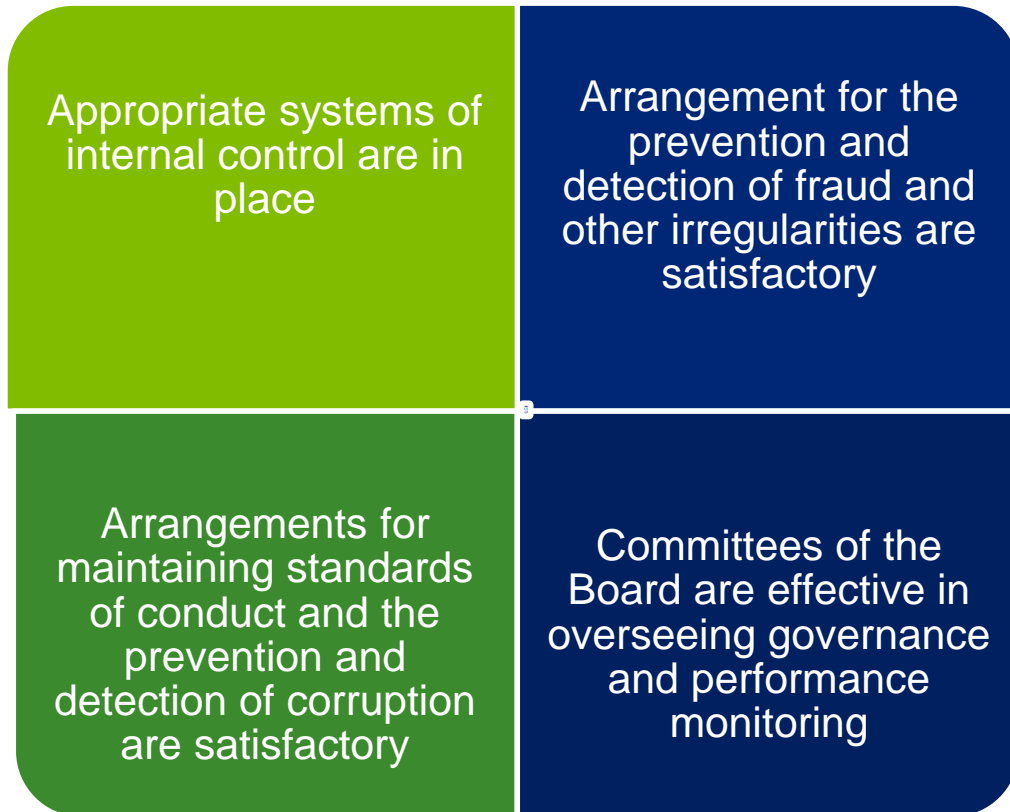 Appropriate systems of
internal control are in
place
Arrangement for the
prevention and
detection of fraud and
other irregularities are
satisfactory
Arrangements for
maintaining standards
of conduct and the
prevention and
detection of corruption
are satisfactory
Committees of the
Board are effective in
overseeing governance
and performance
monitoring